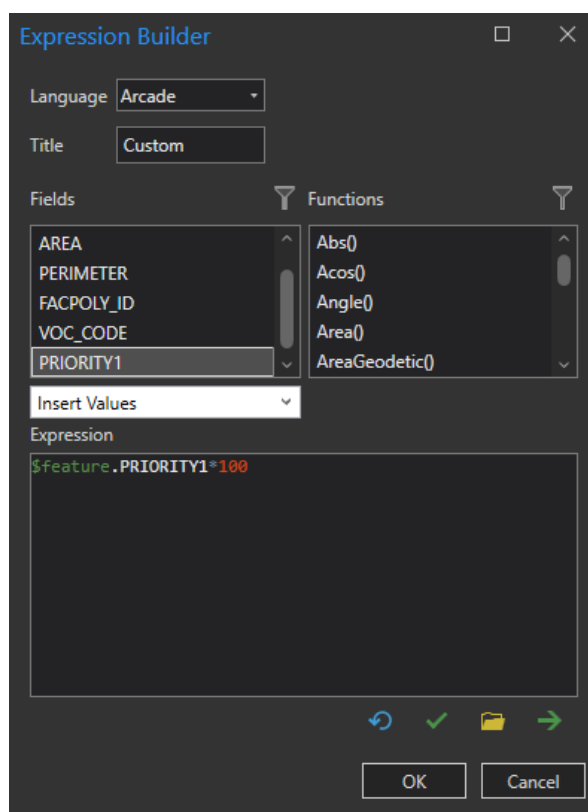 Expression Builder
Language Arcade
Title Custom
Fields Functions
AREA Abs()
PERIMETER Acos()
FACPOLY_ID Angle()
VOC_CODE Area()
PRIORITY1 AreaGeodetic()
Insert Values
Expression
$feature.PRIORITY1*100
OK Cancel